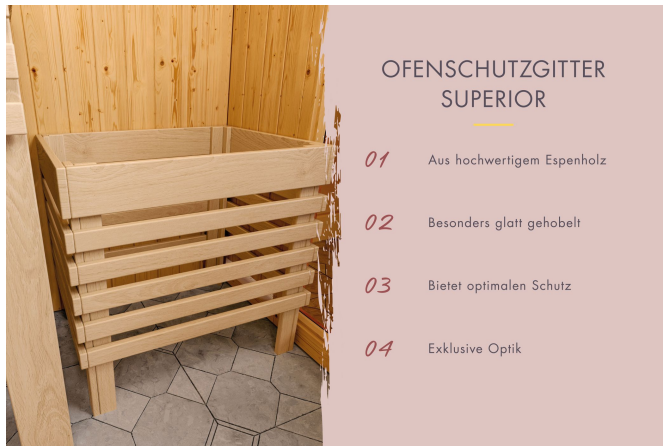 OFENSCHUTZGITTER
SUPERIOR
01 Aus hochwertigem Espenholz
02 Besonders glatt gehobelt
03 Bietet optimalen Schutz
04 Exklusive Optik